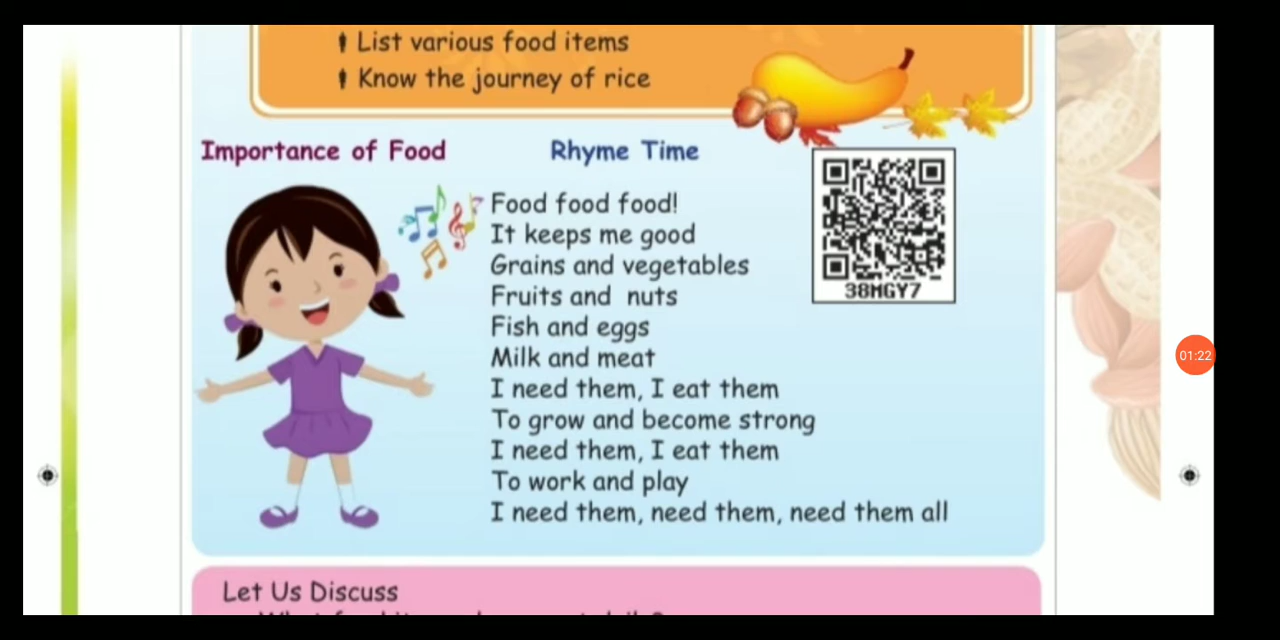 List various food items
Know the journey of rice
Importance of Food
Rhyme Time
Food food food!
It keeps me good
Grains and vegetables
Fruits and nuts
Fish and eggs
Milk and meat
I need them, I eat them
To grow and become strong
I need them, I eat them
To work and play
I need them, need them, need them all
38MGY7
01:22
Let Us Discuss